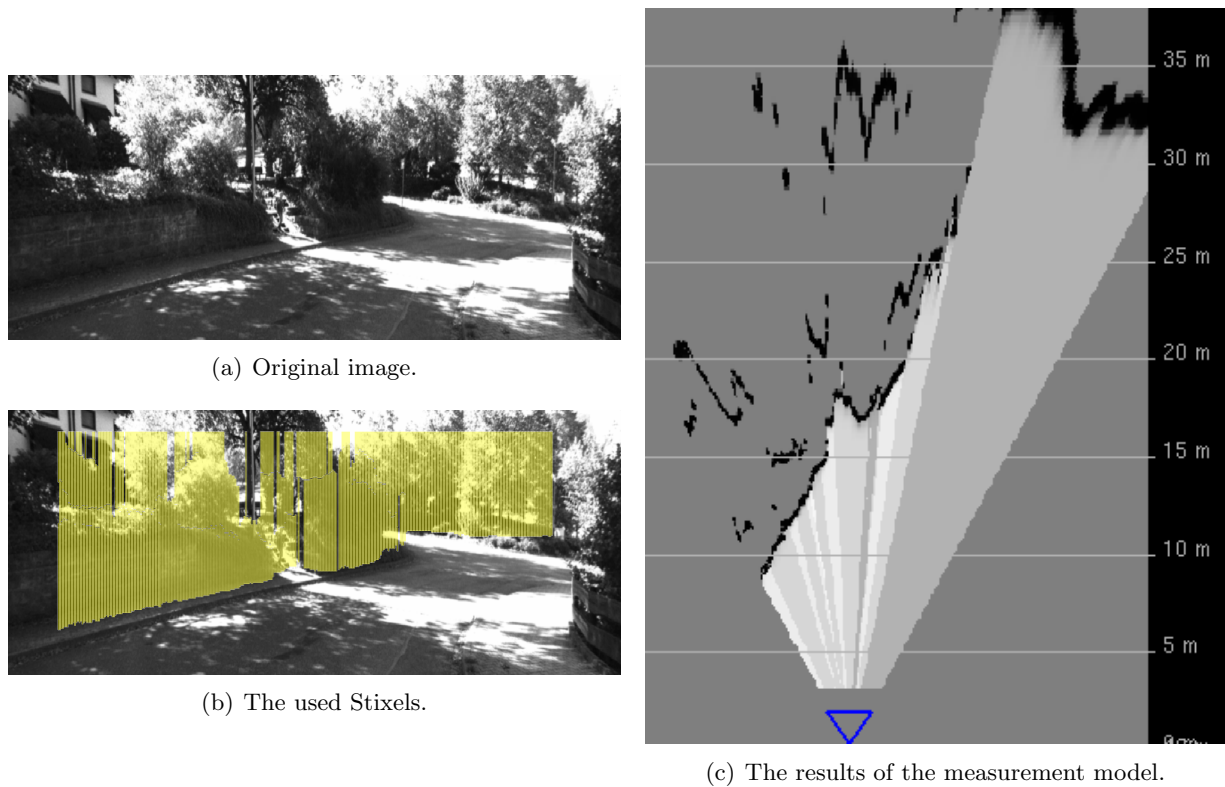 (a) Original image.
(b) The used Stixels.
35 m
30 m
25 m
20 m
15 m
10 m
5 m
(c) The results of the measurement model.